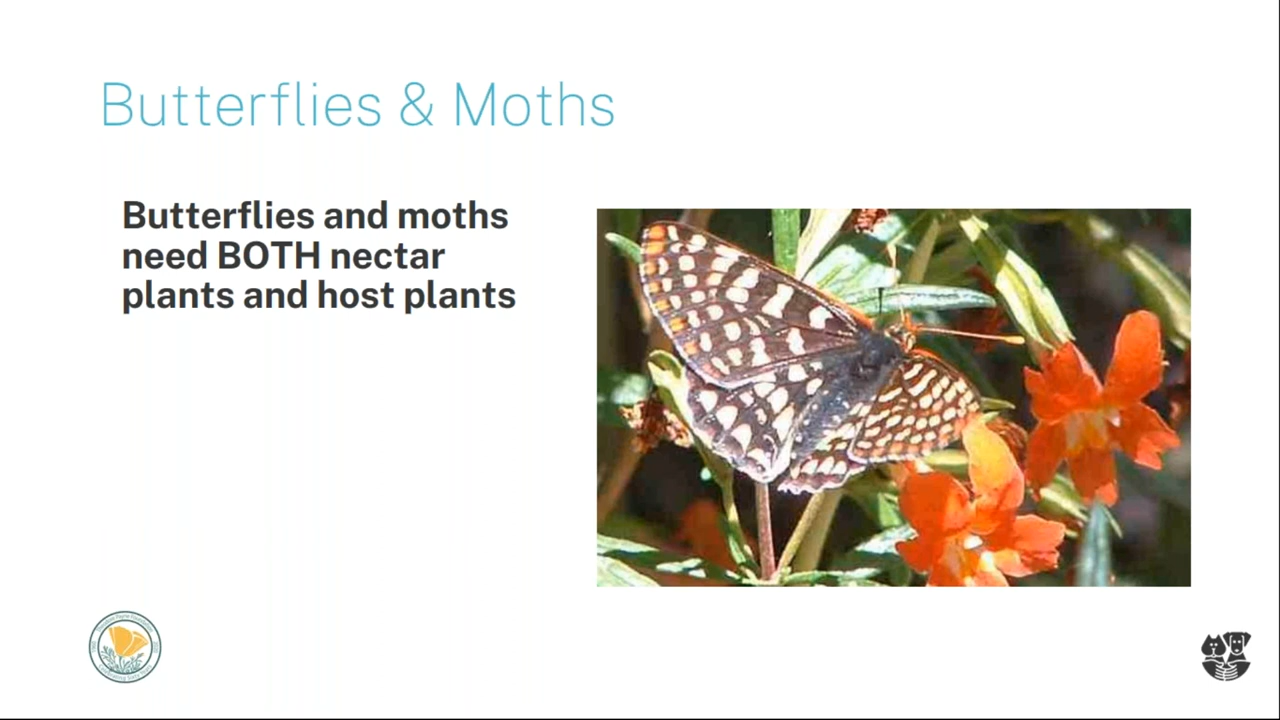 Butterflies & Moths
Butterflies and moths
need BOTH nectar
plants and host plants